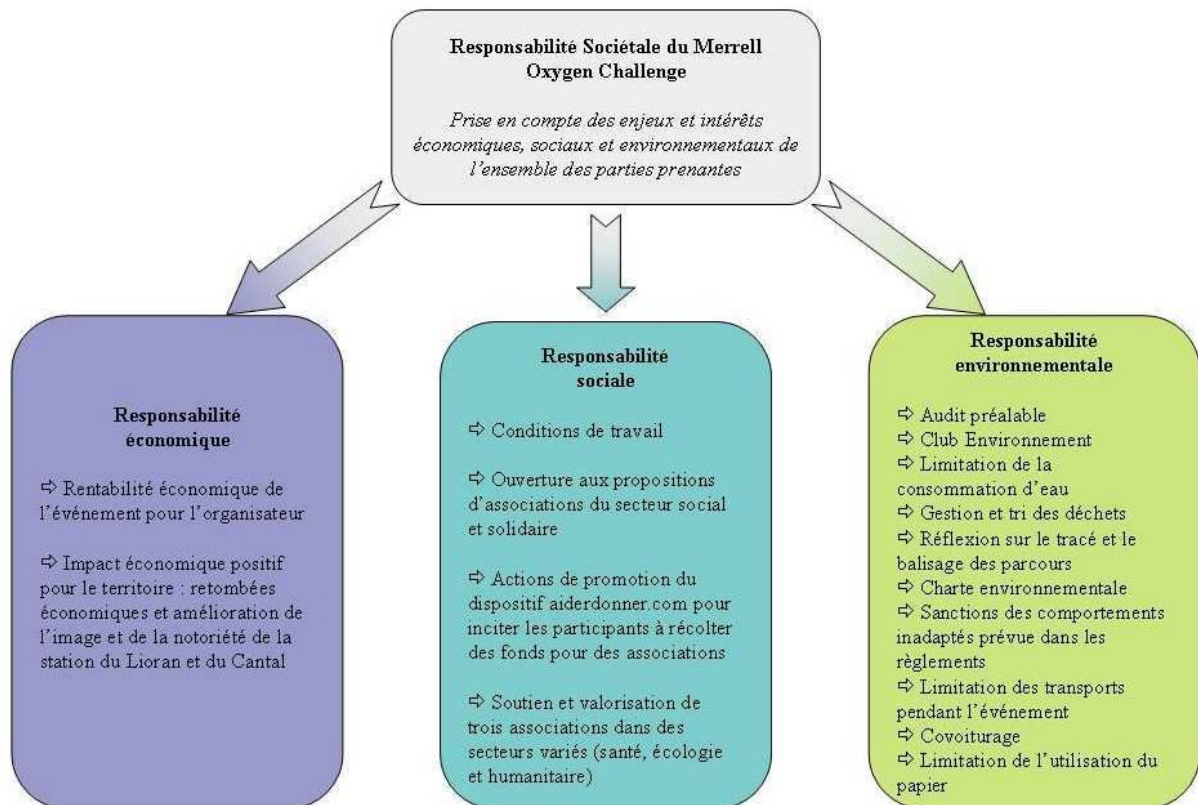 Responsabilité Sociétale du Merrell
Oxygen Challenge
Prise en compte des enjeux et intérêts
économiques, sociaux et environnementaux de
l'ensemble des parties prenantes
Responsabilité
économique
⇨ Rentabilité économique de
l'événement pour l'organisateur
⇨ Impact économique positif
pour le territoire : retombées
économiques et amélioration de
l'image et de la notoriété de la
station du Lioran et du Cantal
Responsabilité
sociale
⇨ Conditions de travail
⇨ Ouverture aux propositions
d'associations du secteur social
et solidaire
⇨ Actions de promotion du
dispositif aiderdonner.com pour
inciter les participants à récolter
des fonds pour des associations
⇨ Soutien et valorisation de
trois associations dans des
secteurs variés (santé, écologie
et humanitaire)
Responsabilité
environnementale
⇨ Audit préalable
⇨ Club Environnement
⇨ Limitation de la
consommation d'eau
⇨ Gestion et tri des déchets
⇨ Réflexion sur le tracé et le
balisage des parcours
⇨ Charte environnementale
⇨ Sanctions des comportements
inadaptés prévue dans les
règlements
⇨ Limitation des transports
pendant l'événement
⇨ Covoiturage
⇨ Limitation de l'utilisation du
papier